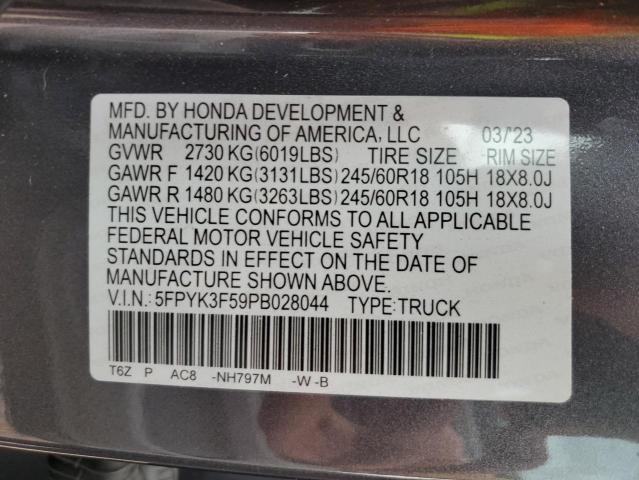 MFD. BY HONDA DEVELOPMENT &
MANUFACTURING OF AMERICA, LLC 03/'23
GVWR 2730 KG(6019LBS) TIRE SIZE RIM SIZE
GAWR F 1420 KG(3131LBS) 245/60R18 105H 18X8.0J
GAWR R 1480 KG(3263LBS) 245/60R18 105H 18X8.0J
THIS VEHICLE CONFORMS TO ALL APPLICABLE
FEDERAL MOTOR VEHICLE SAFETY
STANDARDS IN EFFECT ON THE DATE OF
MANUFACTURE SHOWN ABOVE.
V.I.N.: 5FPYK3F59PB028044 TYPE:TRUCK
T6Z P AC8 -NH797M -W -B